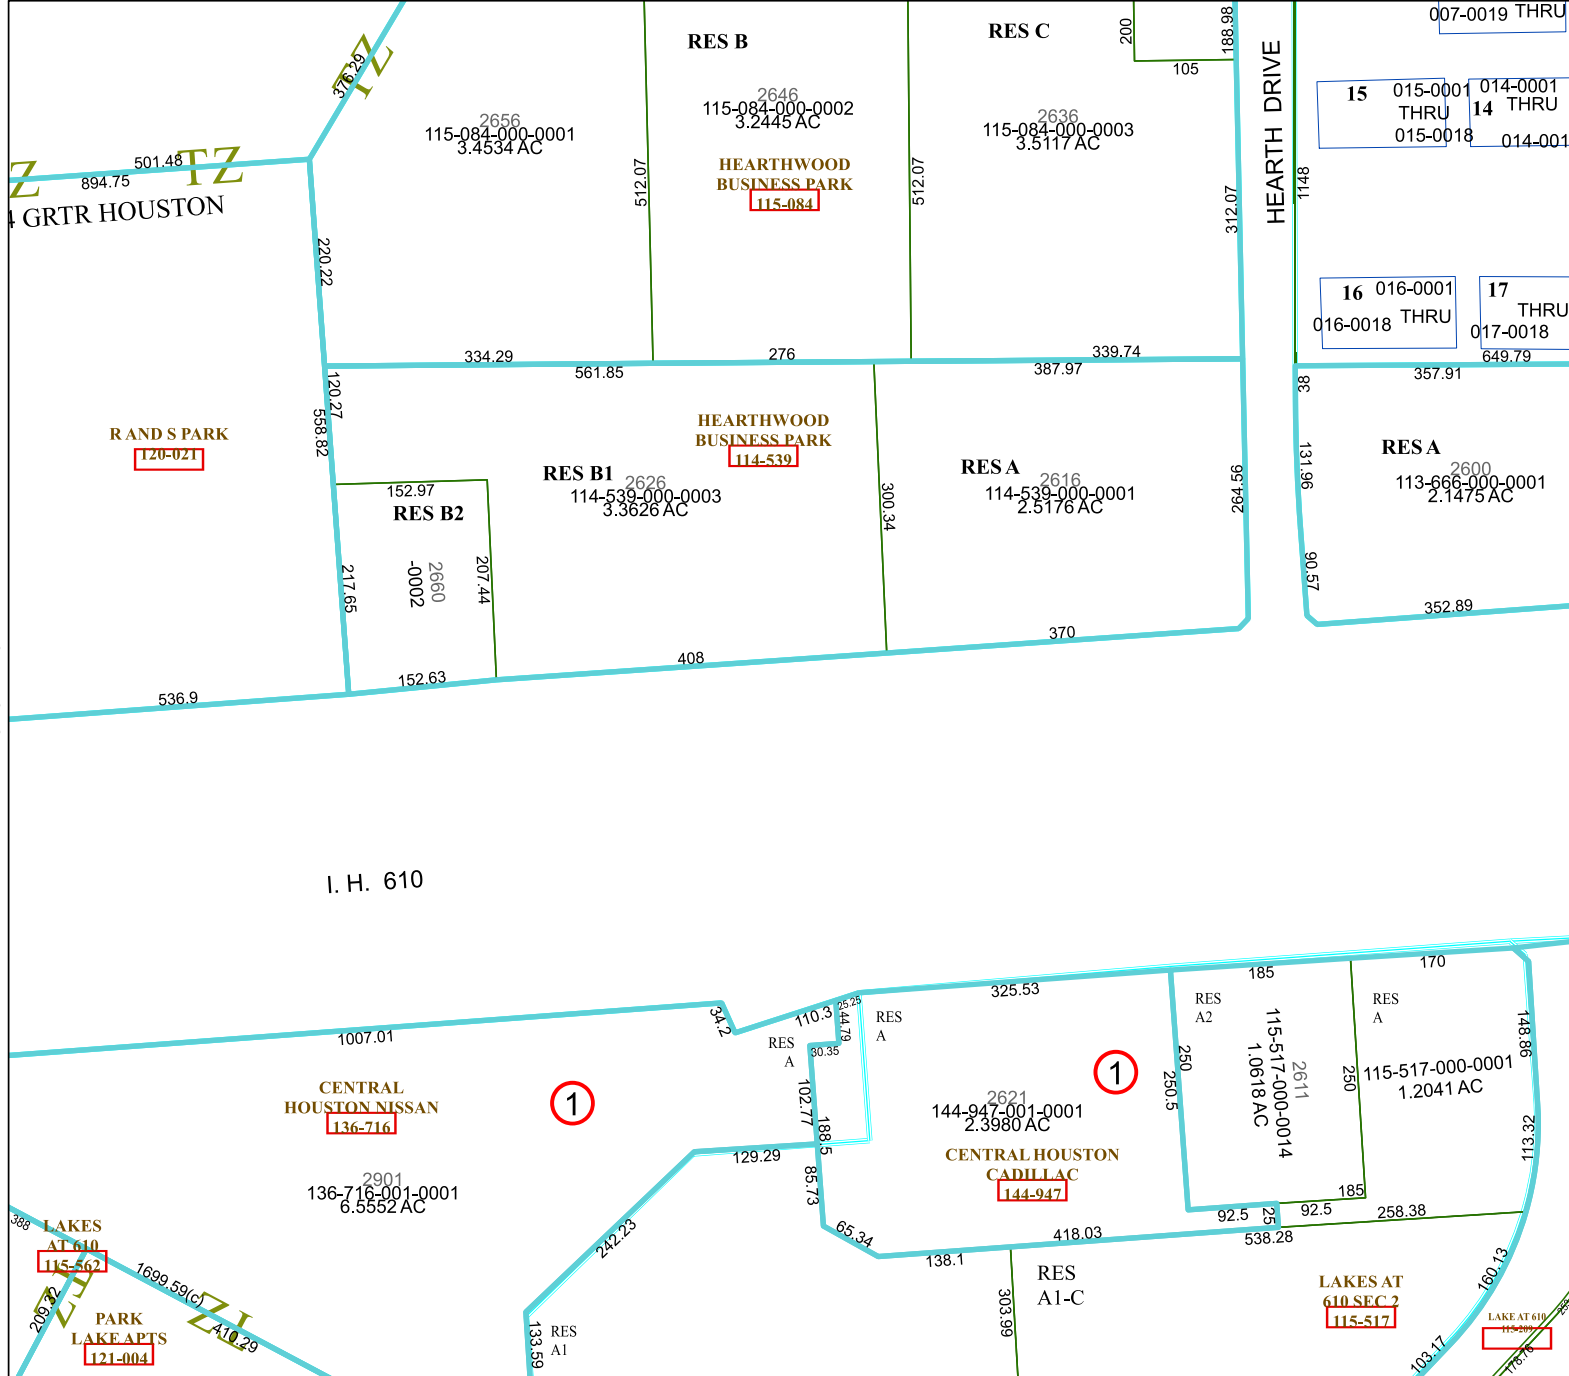 RES B
RES C
200
105
188.98
HEARTH DRIVE
007-0019 THRU
376.29
TZ
2656
115-084-000-0001
3.4534 AC
2646
115-084-000-0002
3.2445 AC
2636
115-084-000-0003
3.5117 AC
15
015-0001
THRU
015-0018
014-0001
14 THRU
014-001
501.48
TZ
Z
894.75
4 GRTR HOUSTON
HEARTHWOOD
BUSINESS PARK
115-084
512.07
512.07
312.07
1148
220.22
16 016-0001
016-0018 THRU
17
THRU
017-0018
334.29
276
339.74
561.85
387.97
649.79
357.91
38
120.27
558.82
R AND S PARK
120-021
HEARTHWOOD
BUSINESS PARK
114-539
RES B1
2626
114-539-000-0003
3.3626 AC
RES A
2616
114-539-000-0001
2.5176 AC
RES A
2600
113-666-000-0001
2.1475 AC
152.97
RES B2
300.34
264.56
131.96
2660
-0002
207.44
217.65
90.57
352.89
370
408
152.63
536.9
I. H. 610
185
170
325.53
25.25
110.3
44.79
34.2
1007.01
RES
A
RES
A
30.35
RES
A2
RES
A
148.86
CENTRAL
HOUSTON NISSAN
136-716
1
1
102.77
188.5
250
250.5
2611
115-517-000-0014
1.0618 AC
250
115-517-000-0001
1.2041 AC
2621
144-947-001-0001
2.3980 AC
CENTRAL HOUSTON
CADILLAC
144-947
113.32
129.29
85.73
2901
136-716-001-0001
6.5552 AC
185
92.5
25
92.5
258.38
388
LAKES
AT 610
115-562
242.23
65.34
138.1
418.03
538.28
TZ
1699.59(c)
209.32
RES
A1-C
303.99
160.13
LAKES AT
610 SEC 2
115-517
PARK
LAKE APTS
121-004
TZ
410.29
133.59
RES
A1
LAKE AT 610
115-209
103.17
178.76